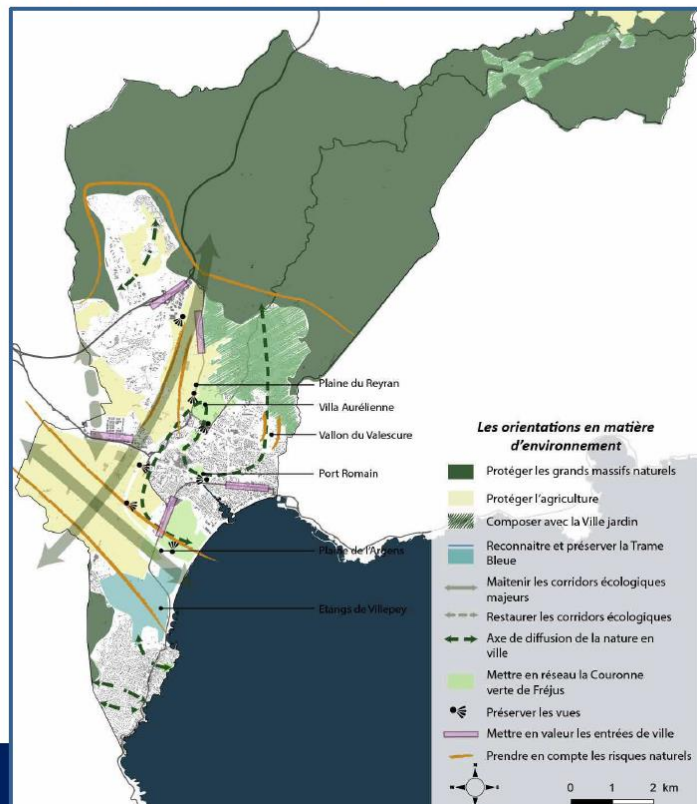 Plaine du Reyran
Villa Aurélienne
Vallon du Valescure
Port Romain
Plaine de l'Argens
Etangs de Villepey
Les orientations en matière
d'environnement
Protéger les grands massifs naturels
Protéger l'agriculture
Composer avec la Ville jardin
Reconnaitre et préserver la Trame
Bleue
Maitenir les corridors écologiques
majeurs
Restaurer les corridors écologiques
Axe de diffusion de la nature en
ville
Mettre en réseau la Couronne
verte de Fréjus
Préserver les vues
Mettre en valeur les entrées de ville
Prendre en compte les risques naturels
0 1 2 km